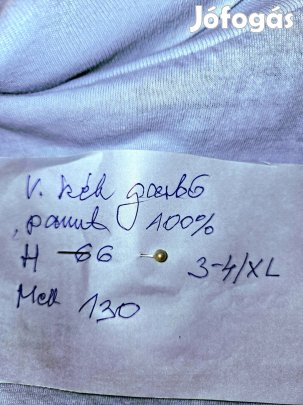 Jófogás
V. kék garbó
, pamut 100%
H 66
3-4/XL
Mell 130